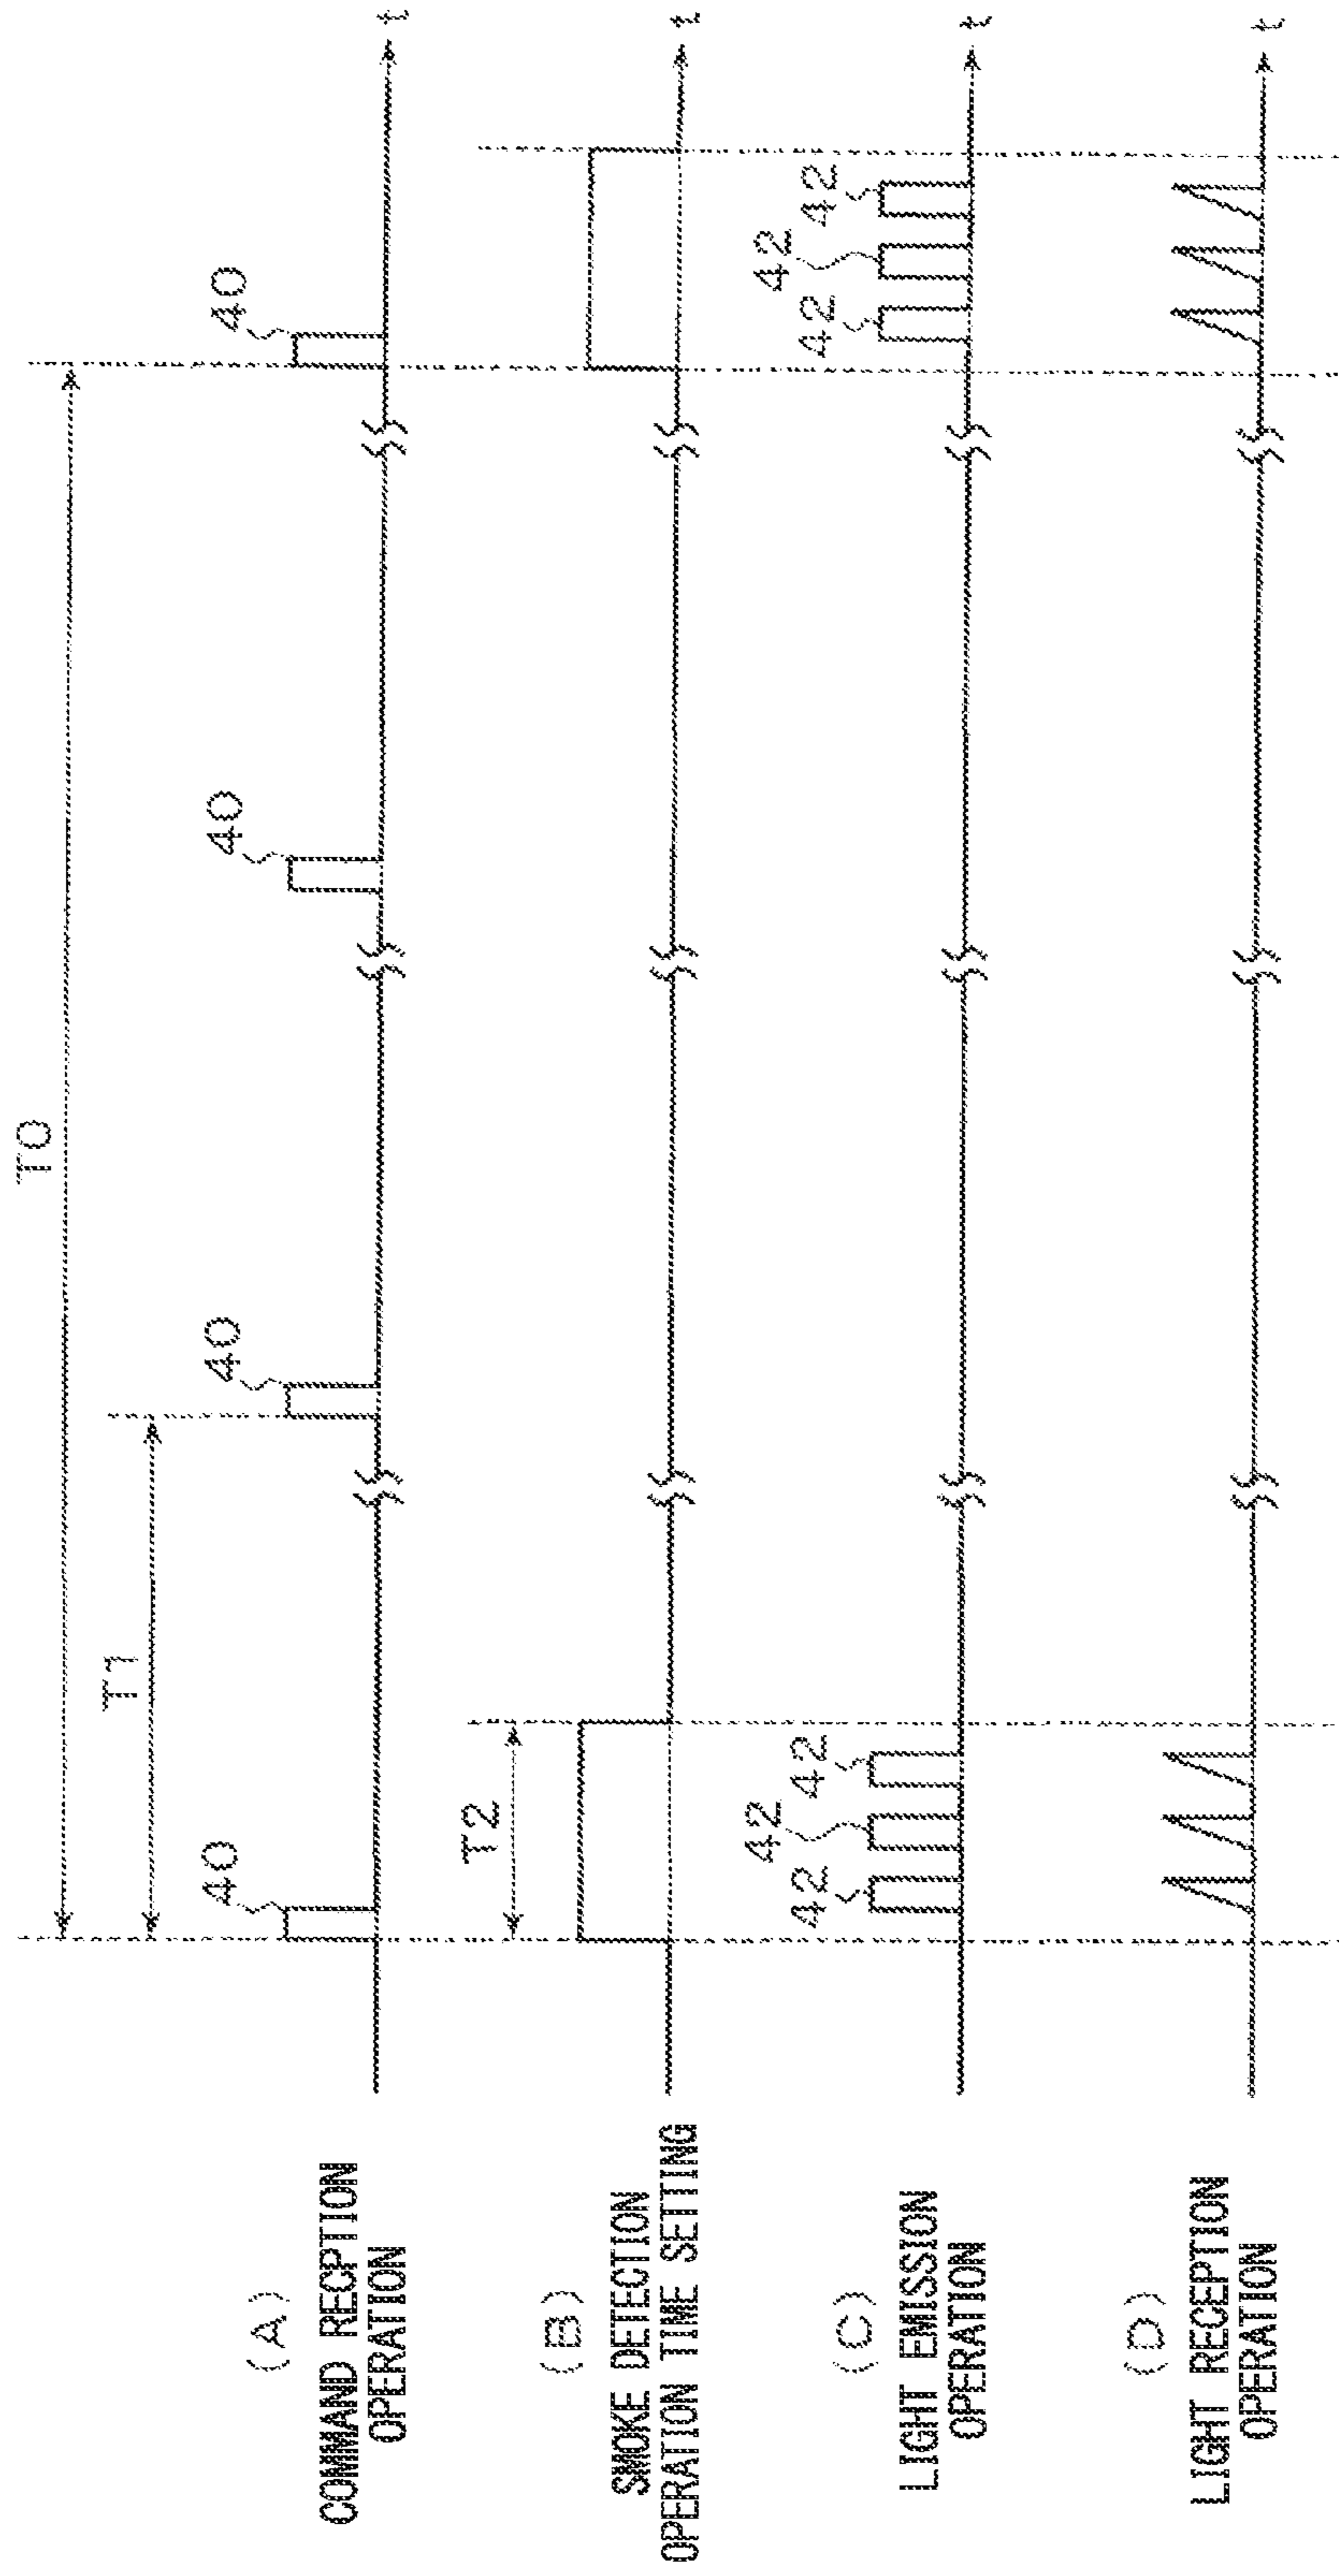 T0
T1
40
40
40
40
t
(A)
COMMAND RECEPTION
OPERATION
T2
t
(B)
SMOKE DETECTION
OPERATION TIME SETTING
42
42
42
42
42
42
t
(C)
LIGHT EMISSION
OPERATION
t
(D)
LIGHT RECEPTION
OPERATION